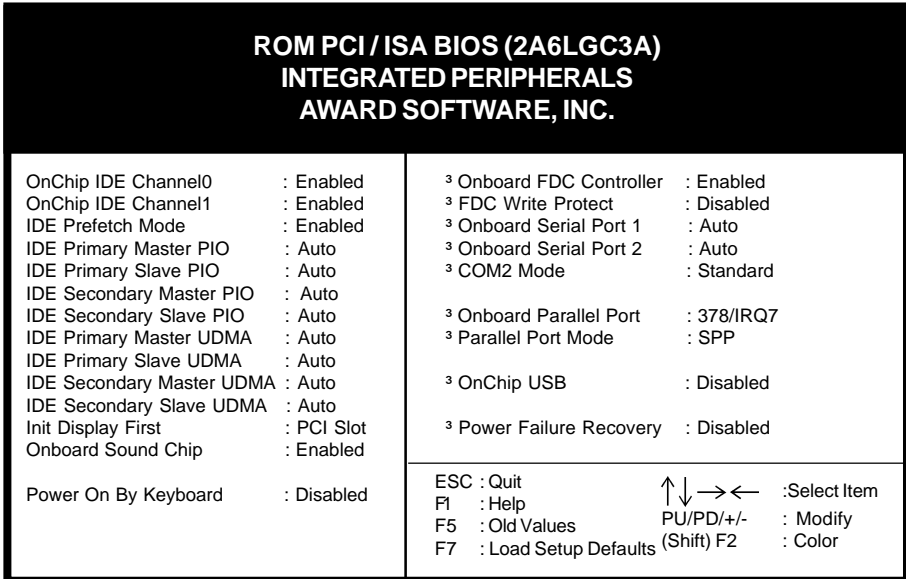 ROM PCI / ISA BIOS (2A6LGC3A)
INTEGRATED PERIPHERALS
AWARD SOFTWARE, INC.
OnChip IDE Channel0 : Enabled
OnChip IDE Channel1 : Enabled
IDE Prefetch Mode : Enabled
IDE Primary Master PIO : Auto
IDE Primary Slave PIO : Auto
IDE Secondary Master PIO : Auto
IDE Secondary Slave PIO : Auto
IDE Primary Master UDMA : Auto
IDE Primary Slave UDMA : Auto
IDE Secondary Master UDMA : Auto
IDE Secondary Slave UDMA : Auto
Init Display First : PCI Slot
Onboard Sound Chip : Enabled
Power On By Keyboard : Disabled
³ Onboard FDC Controller : Enabled
³ FDC Write Protect : Disabled
³ Onboard Serial Port 1 : Auto
³ Onboard Serial Port 2 : Auto
³ COM2 Mode : Standard
³ Onboard Parallel Port : 378/IRQ7
³ Parallel Port Mode : SPP
³ OnChip USB : Disabled
³ Power Failure Recovery : Disabled
ESC : Quit ↑↓→← :Select Item
F1 : Help PU/PD/+/- : Modify
F5 : Old Values (Shift) F2 : Color
F7 : Load Setup Defaults